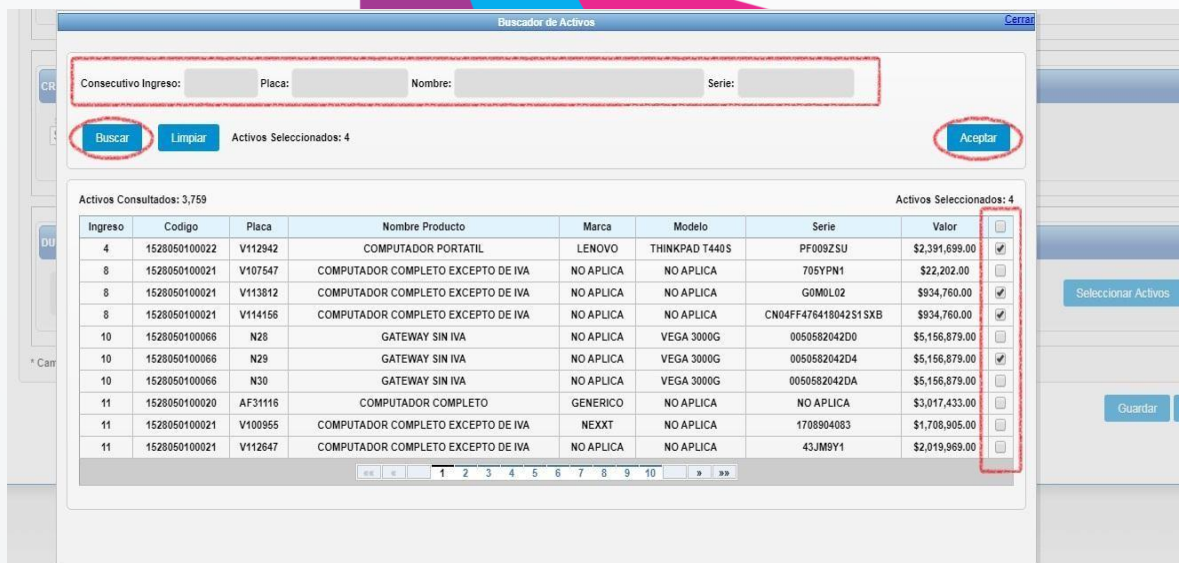 Buscador de Activos Cerrar
Consecutivo Ingreso: Placa: Nombre: Serie:
Buscar Limpiar Activos Seleccionados: 4 Aceptar
Activos Consultados: 3,759 Activos Seleccionados: 4
Ingreso Codigo Placa Nombre Producto Marca Modelo Serie Valor
4 1528050100022 V112942 COMPUTADOR PORTATIL LENOVO THINKPAD T440S PF009ZSU $2,391,699.00
8 1528050100021 V107547 COMPUTADOR COMPLETO EXCEPTO DE IVA NO APLICA NO APLICA 705YPN1 $22,202.00
8 1528050100021 V113812 COMPUTADOR COMPLETO EXCEPTO DE IVA NO APLICA NO APLICA G0M0L02 $934,760.00
8 1528050100021 V114156 COMPUTADOR COMPLETO EXCEPTO DE IVA NO APLICA NO APLICA CN04FF476418042S1SXB $934,760.00
10 1528050100066 N28 GATEWAY SIN IVA NO APLICA VEGA 3000G 0050582042D0 $5,156,879.00
10 1528050100066 N29 GATEWAY SIN IVA NO APLICA VEGA 3000G 0050582042D4 $5,156,879.00
10 1528050100066 N30 GATEWAY SIN IVA NO APLICA VEGA 3000G 0050582042DA $5,156,879.00
11 1528050100020 AF31116 COMPUTADOR COMPLETO GENERICO NO APLICA NO APLICA $3,017,433.00
11 1528050100021 V100955 COMPUTADOR COMPLETO EXCEPTO DE IVA NEXXT NO APLICA 1708904083 $1,708,905.00
11 1528050100021 V112647 COMPUTADOR COMPLETO EXCEPTO DE IVA NO APLICA NO APLICA 43JM9Y1 $2,019,969.00
«« « 1 2 3 4 5 6 7 8 9 10 » »»
CR
DU
Seleccionar Activos
* Cam
Guardar